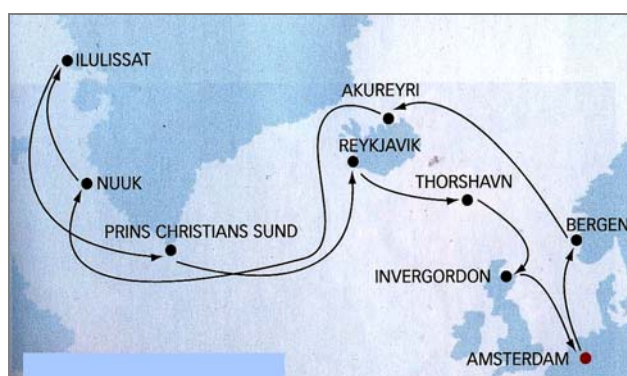 ILULISSAT
AKUREYRI
REYKJAVIK
NUUK
THORSHAVN
PRINS CHRISTIANS SUND
BERGEN
INVERGORDON
AMSTERDAM